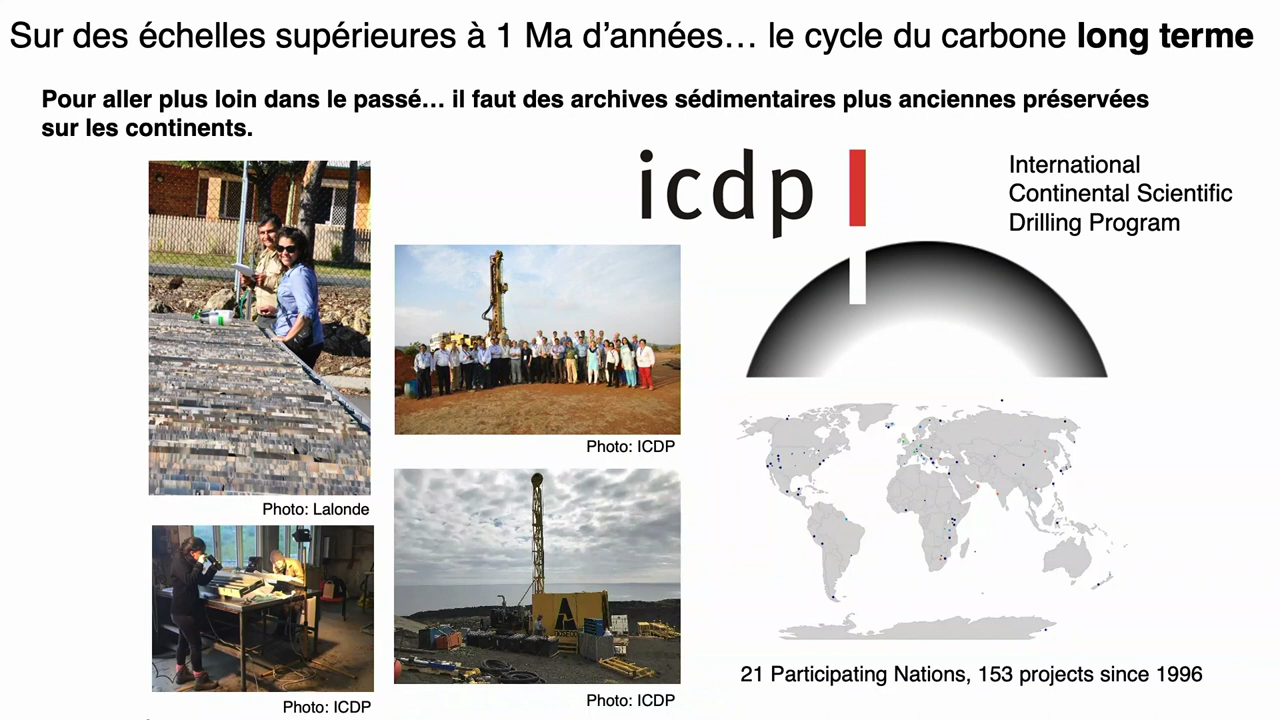 Sur des échelles supérieures à 1 Ma d’années… le cycle du carbone long terme
Pour aller plus loin dans le passé… il faut des archives sédimentaires plus anciennes préservées
sur les continents.
icdp
International
Continental Scientific
Drilling Program
Photo: ICDP
Photo: Lalonde
A
Photo: ICDP
Photo: ICDP
21 Participating Nations, 153 projects since 1996